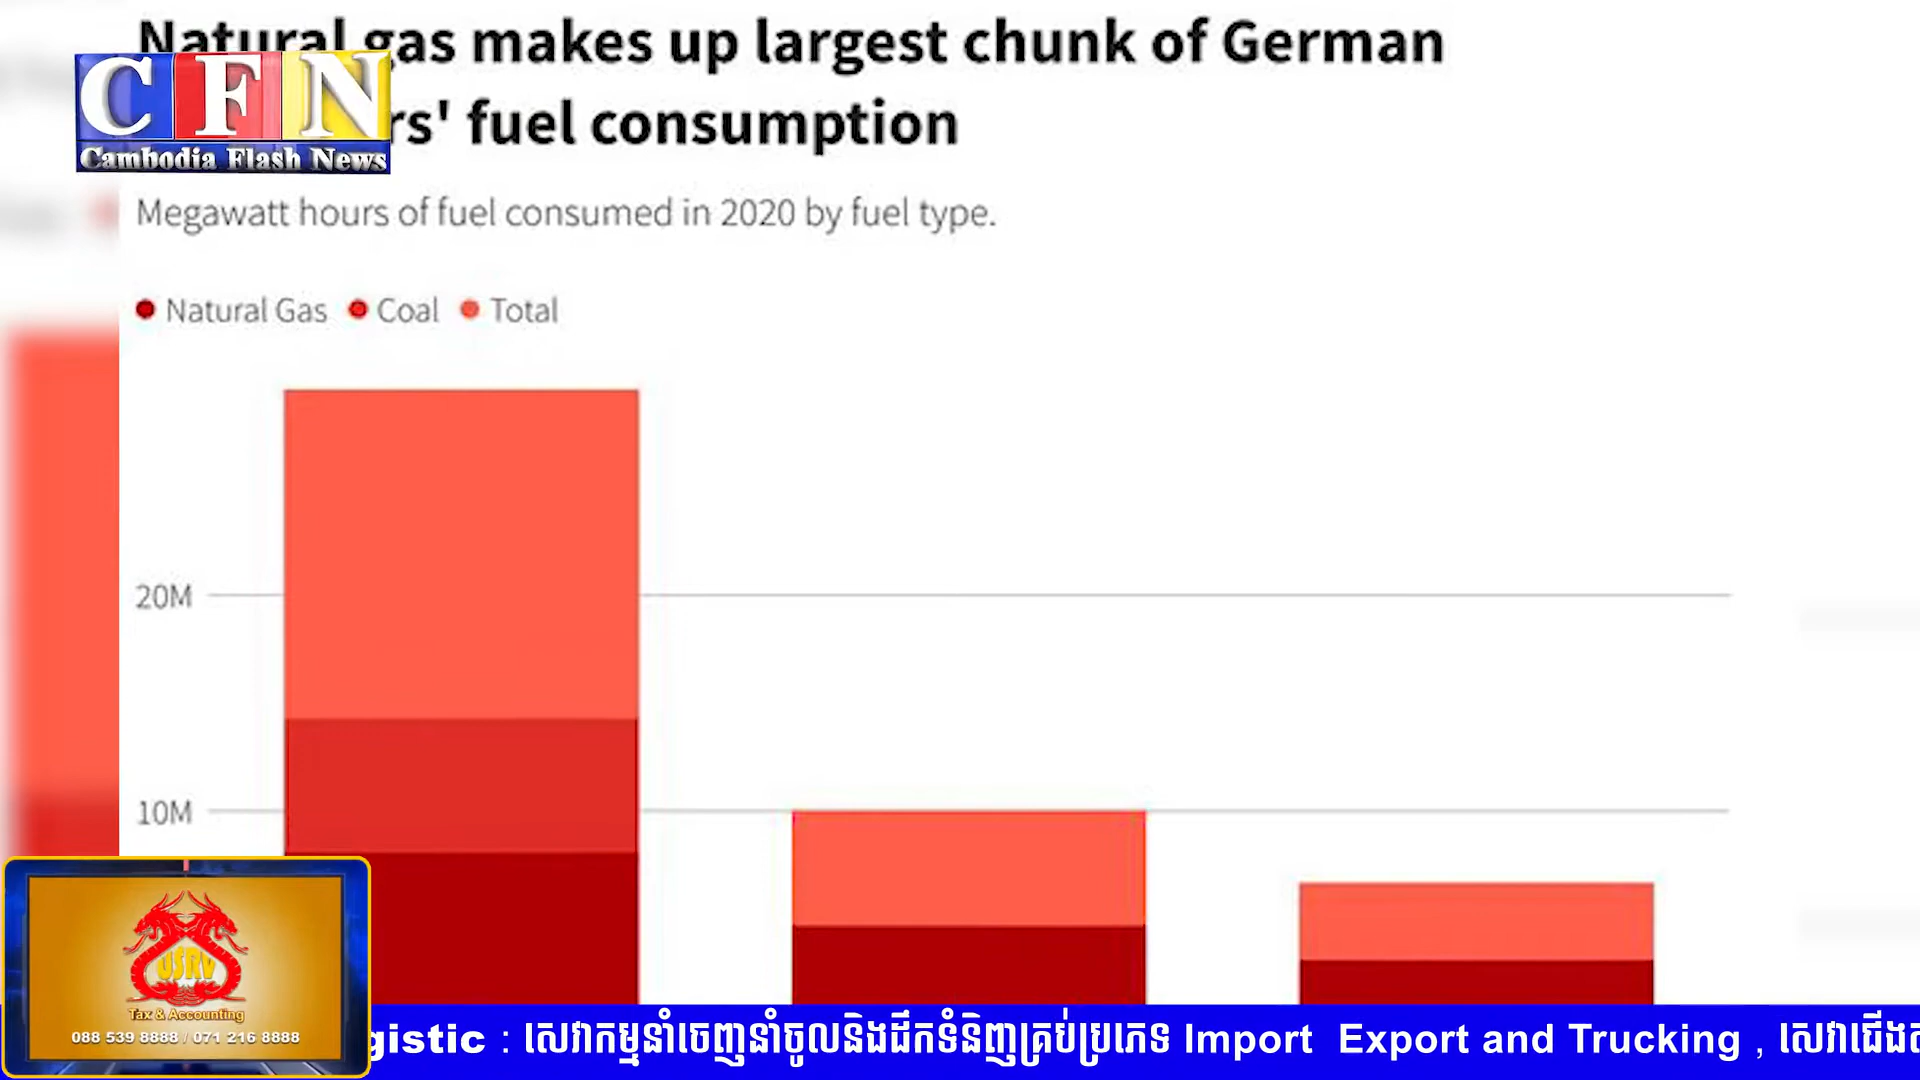 Natural gas makes up largest chunk of German
rs' fuel consumption
CFN
Cambodia Flash News
Megawatt hours of fuel consumed in 2020 by fuel type.
Natural Gas Coal Total
20M
10M
USRV
Tax & Accounting
088 539 8888 / 071 216 8888
gistic : សេវាកម្មនាំចេញនាំចូលនិងដឹកទំនិញគ្រប់ប្រភេទ Import Export and Trucking , សេវាជើង